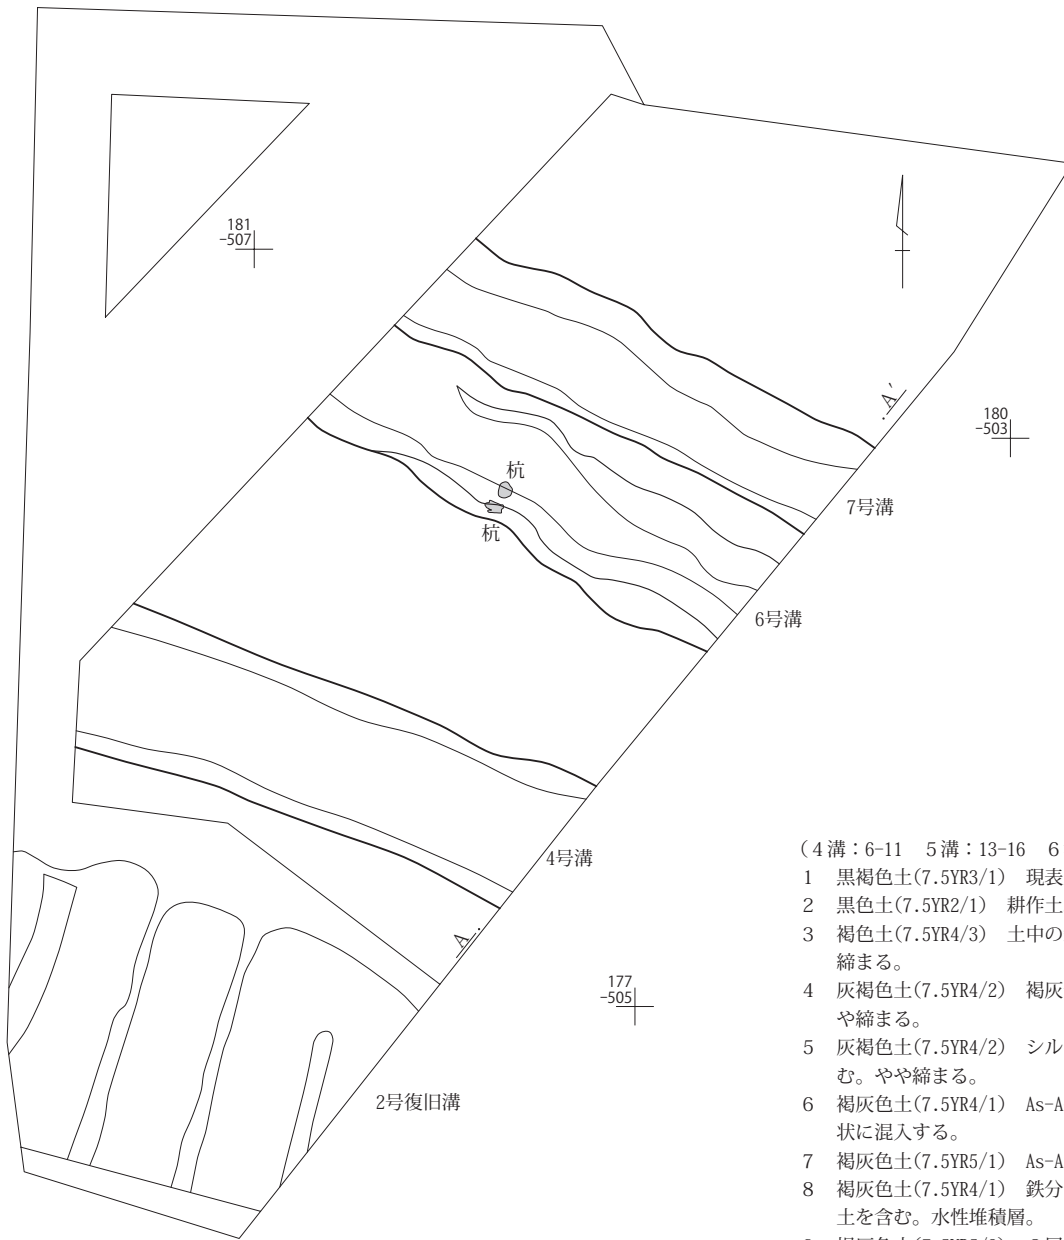 181
-507
A′
180
-503
杭
杭
7号溝
6号溝
4号溝
A
177
-505
2号復旧溝
（4溝：6-11　5溝：13-16　6
1　黒褐色土(7.5YR3/1)　現表
2　黒色土(7.5YR2/1)　耕作土
3　褐色土(7.5YR4/3)　土中の
締まる。
4　灰褐色土(7.5YR4/2)　褐灰
や締まる。
5　灰褐色土(7.5YR4/2)　シル
む。やや締まる。
6　褐灰色土(7.5YR4/1)　As-A
状に混入する。
7　褐灰色土(7.5YR5/1)　As-A
8　褐灰色土(7.5YR4/1)　鉄分
土を含む。水性堆積層。